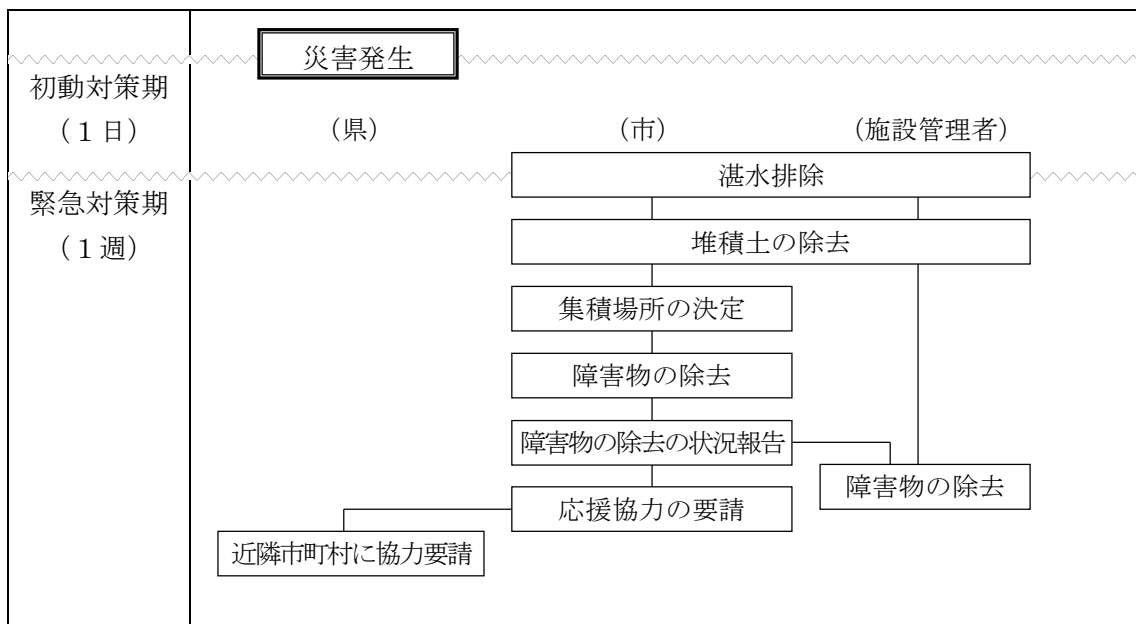 災害発生
初動対策期
（１日）
（県）
（市）
（施設管理者）
湛水排除
緊急対策期
（１週）
堆積土の除去
集積場所の決定
障害物の除去
障害物の除去の状況報告
障害物の除去
応援協力の要請
近隣市町村に協力要請